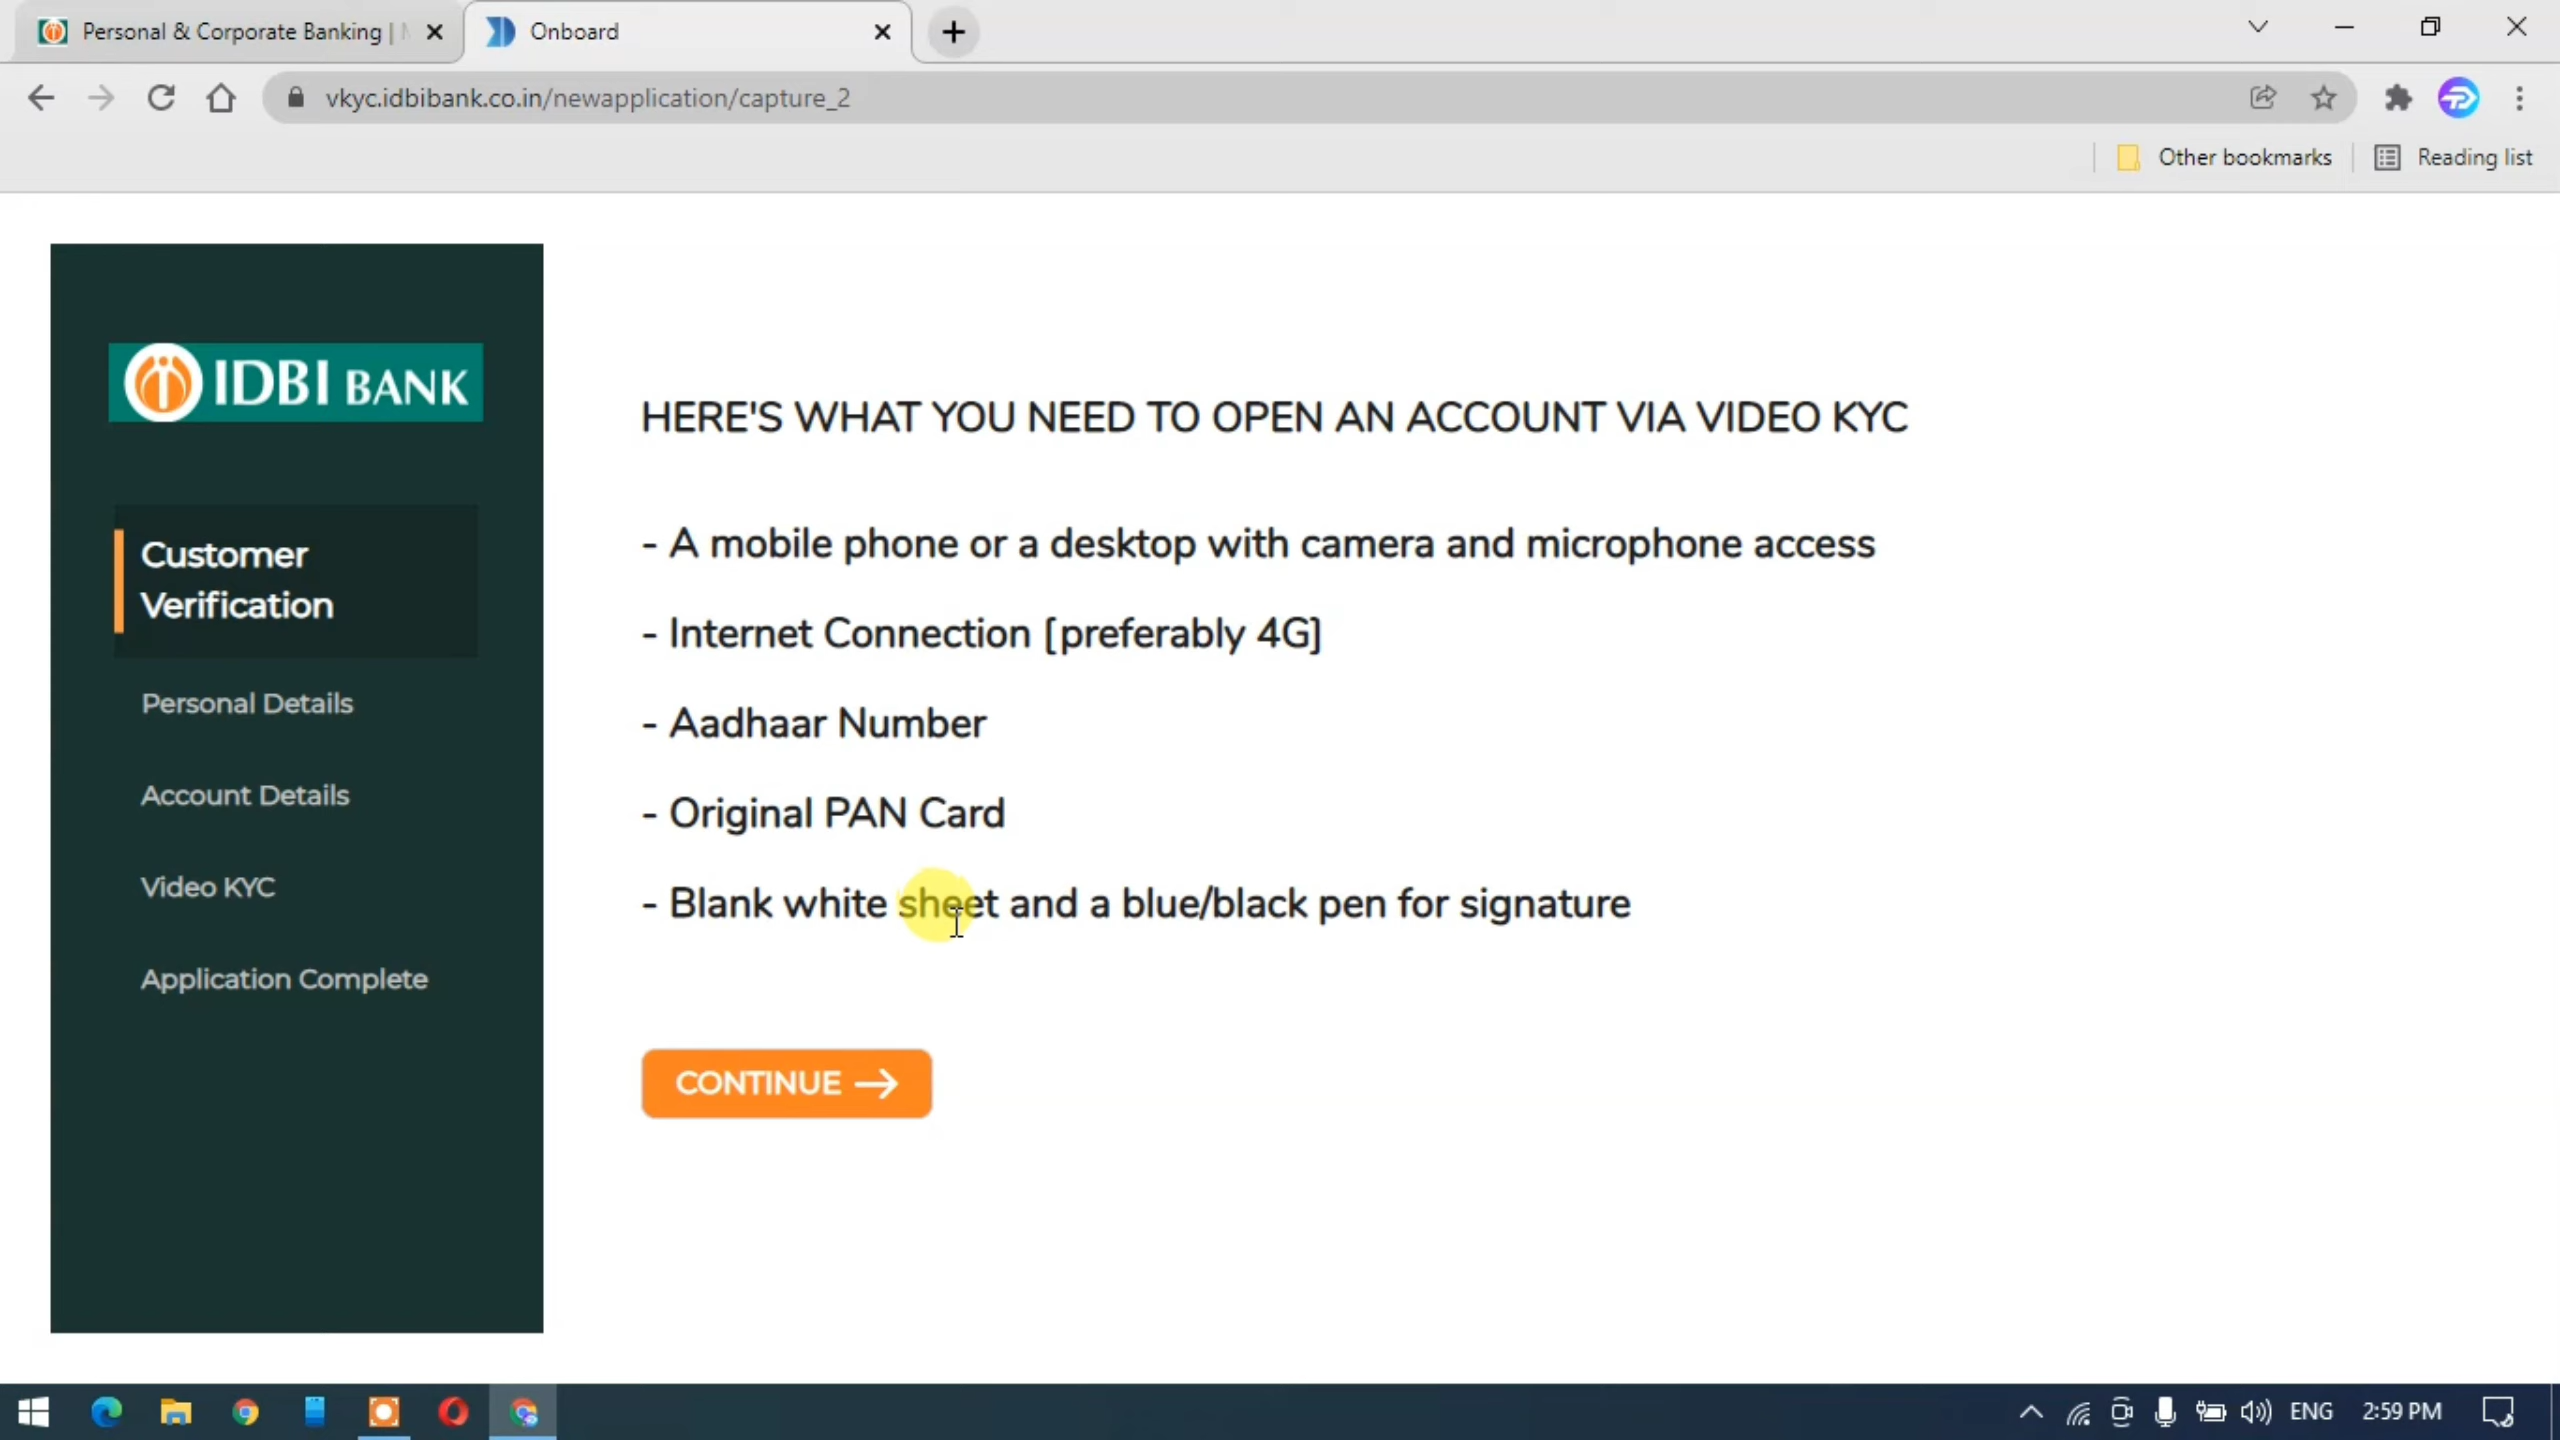 Personal & Corporate Banking |
Onboard
vkyc.idbibank.co.in/newapplication/capture_2
Other bookmarks
Reading list
IDBI BANK
Customer
Verification
Personal Details
Account Details
Video KYC
Application Complete
HERE'S WHAT YOU NEED TO OPEN AN ACCOUNT VIA VIDEO KYC
- A mobile phone or a desktop with camera and microphone access
- Internet Connection [preferably 4G]
- Aadhaar Number
- Original PAN Card
- Blank white sheet and a blue/black pen for signature
CONTINUE →
ENG
2:59 PM